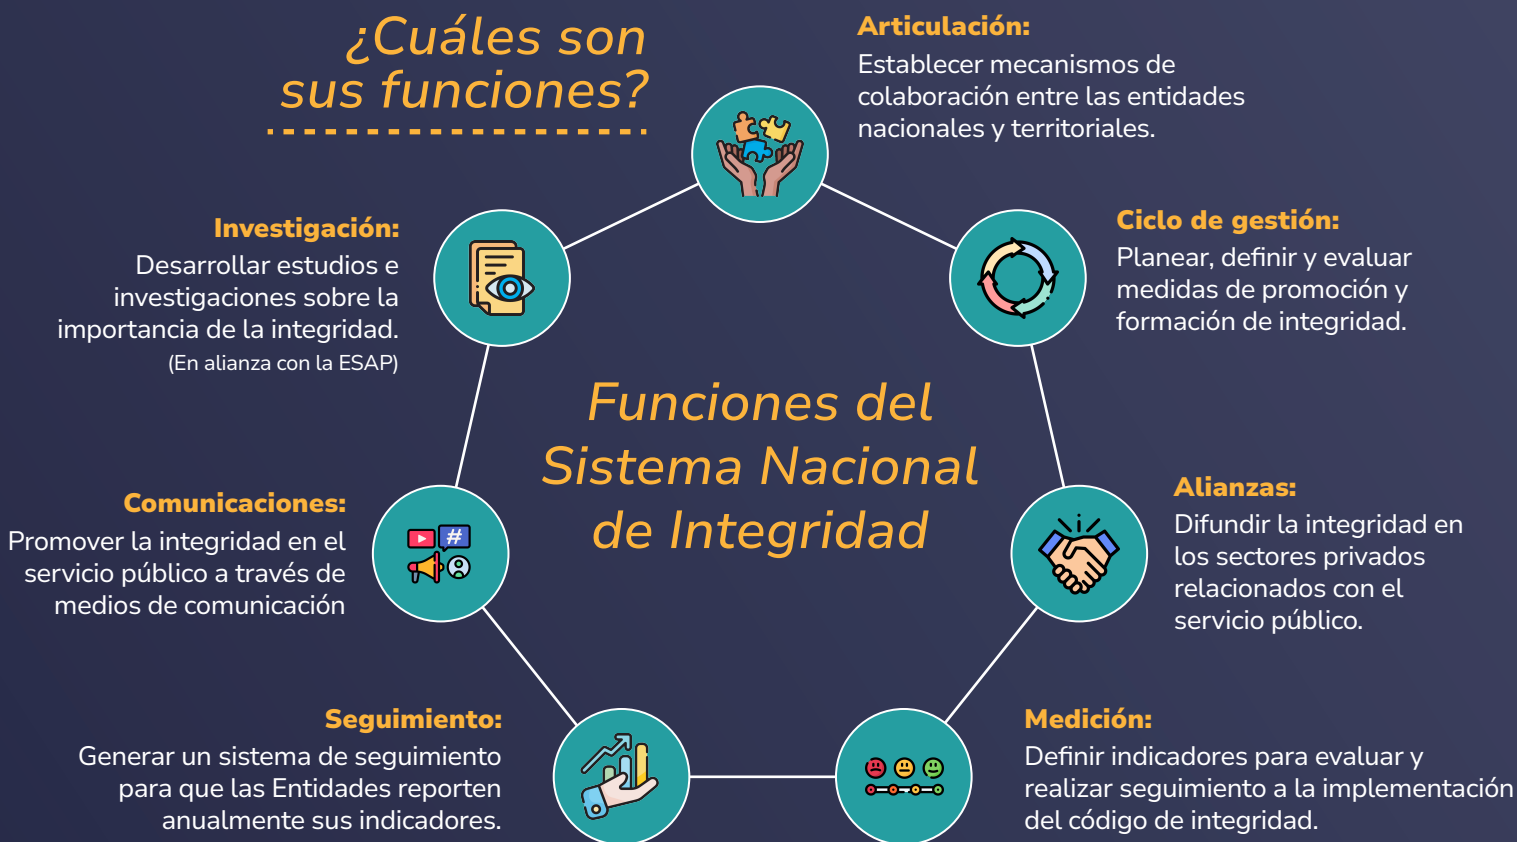 ¿Cuáles son
sus funciones?
Articulación:
Establecer mecanismos de
colaboración entre las entidades
nacionales y territoriales.
Ciclo de gestión:
Planear, definir y evaluar
medidas de promoción y
formación de integridad.
Alianzas:
Difundir la integridad en
los sectores privados
relacionados con el
servicio público.
Medición:
Definir indicadores para evaluar y
realizar seguimiento a la implementación
del código de integridad.
Seguimiento:
Generar un sistema de seguimiento
para que las Entidades reporten
anualmente sus indicadores.
Comunicaciones:
Promover la integridad en el
servicio público a través de
medios de comunicación
Investigación:
Desarrollar estudios e
investigaciones sobre la
importancia de la integridad.
(En alianza con la ESAP)
Funciones del
Sistema Nacional
de Integridad
#